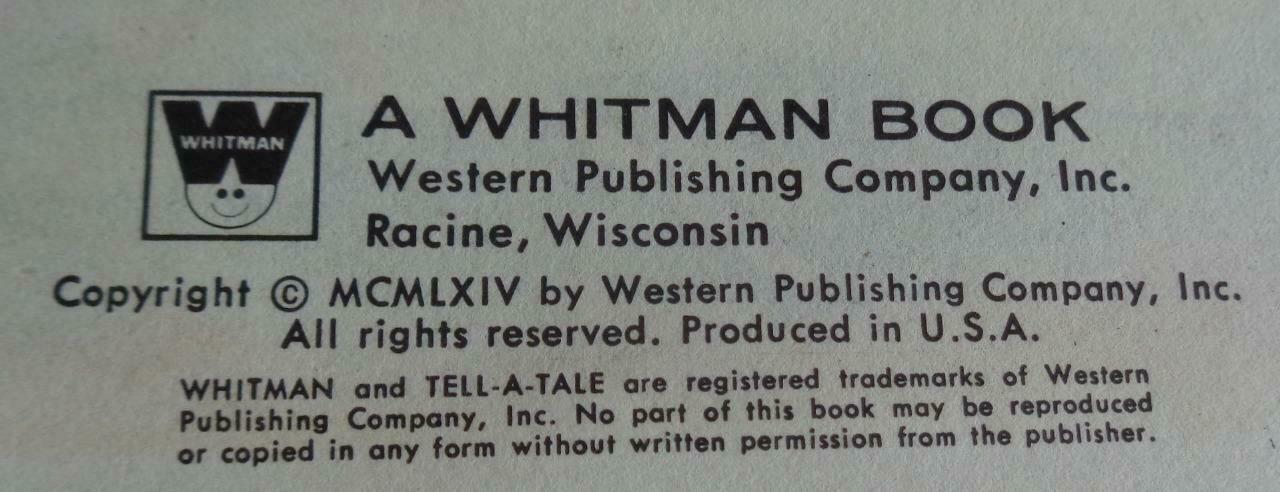 W
WHITMAN
A WHITMAN BOOK
Western Publishing Company, Inc.
Racine, Wisconsin
Copyright © MCMLXIV by Western Publishing Company, Inc.
All rights reserved. Produced in U.S.A.
WHITMAN and TELL-A-TALE are registered trademarks of Western
Publishing Company, Inc. No part of this book may be reproduced
or copied in any form without written permission from the publisher.